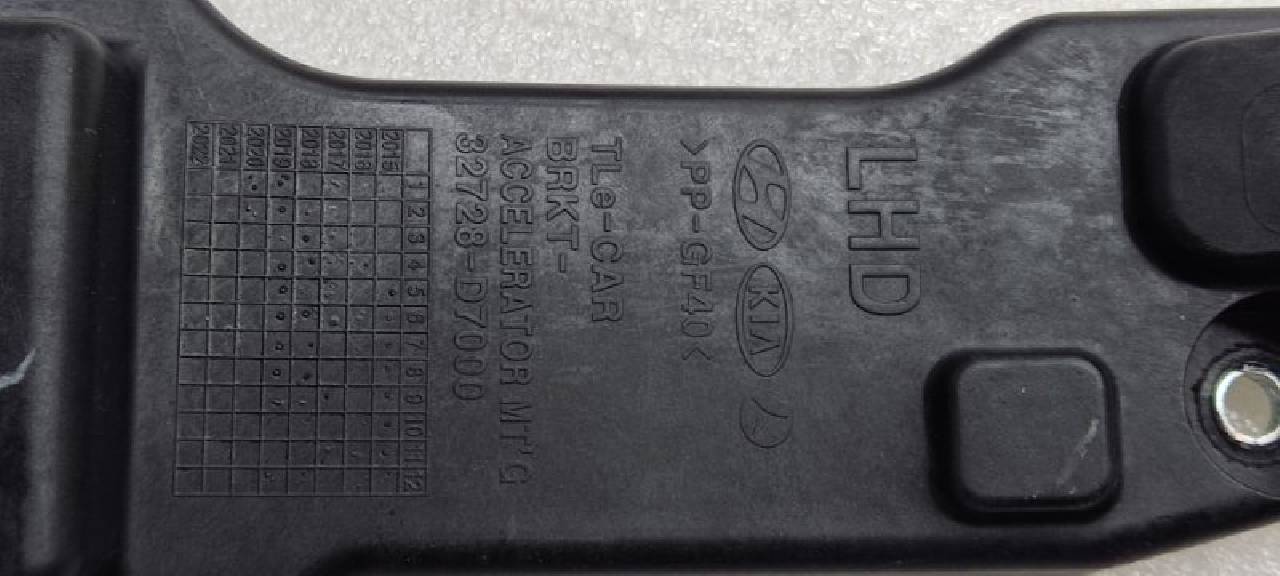 LHD
KIA
>PP-GF40<
TLe-CAR
BRKT-
ACCELERATOR MT'G
32728-D7000
1 2 3 4 5 6 7 8 9 10 11 12
2015
2016
2017
2018
2019
2020
2021
2022